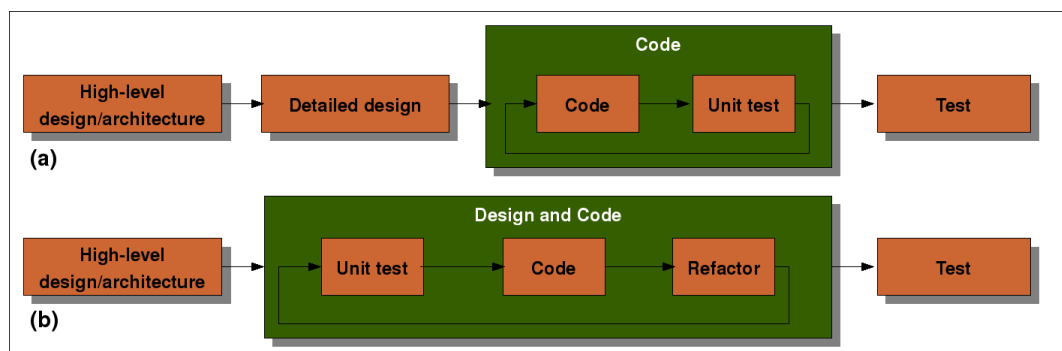 Code
High-level
design/architecture
Detailed design
Code
Unit test
Test
(a)
Design and Code
High-level
design/architecture
Unit test
Code
Refactor
Test
(b)